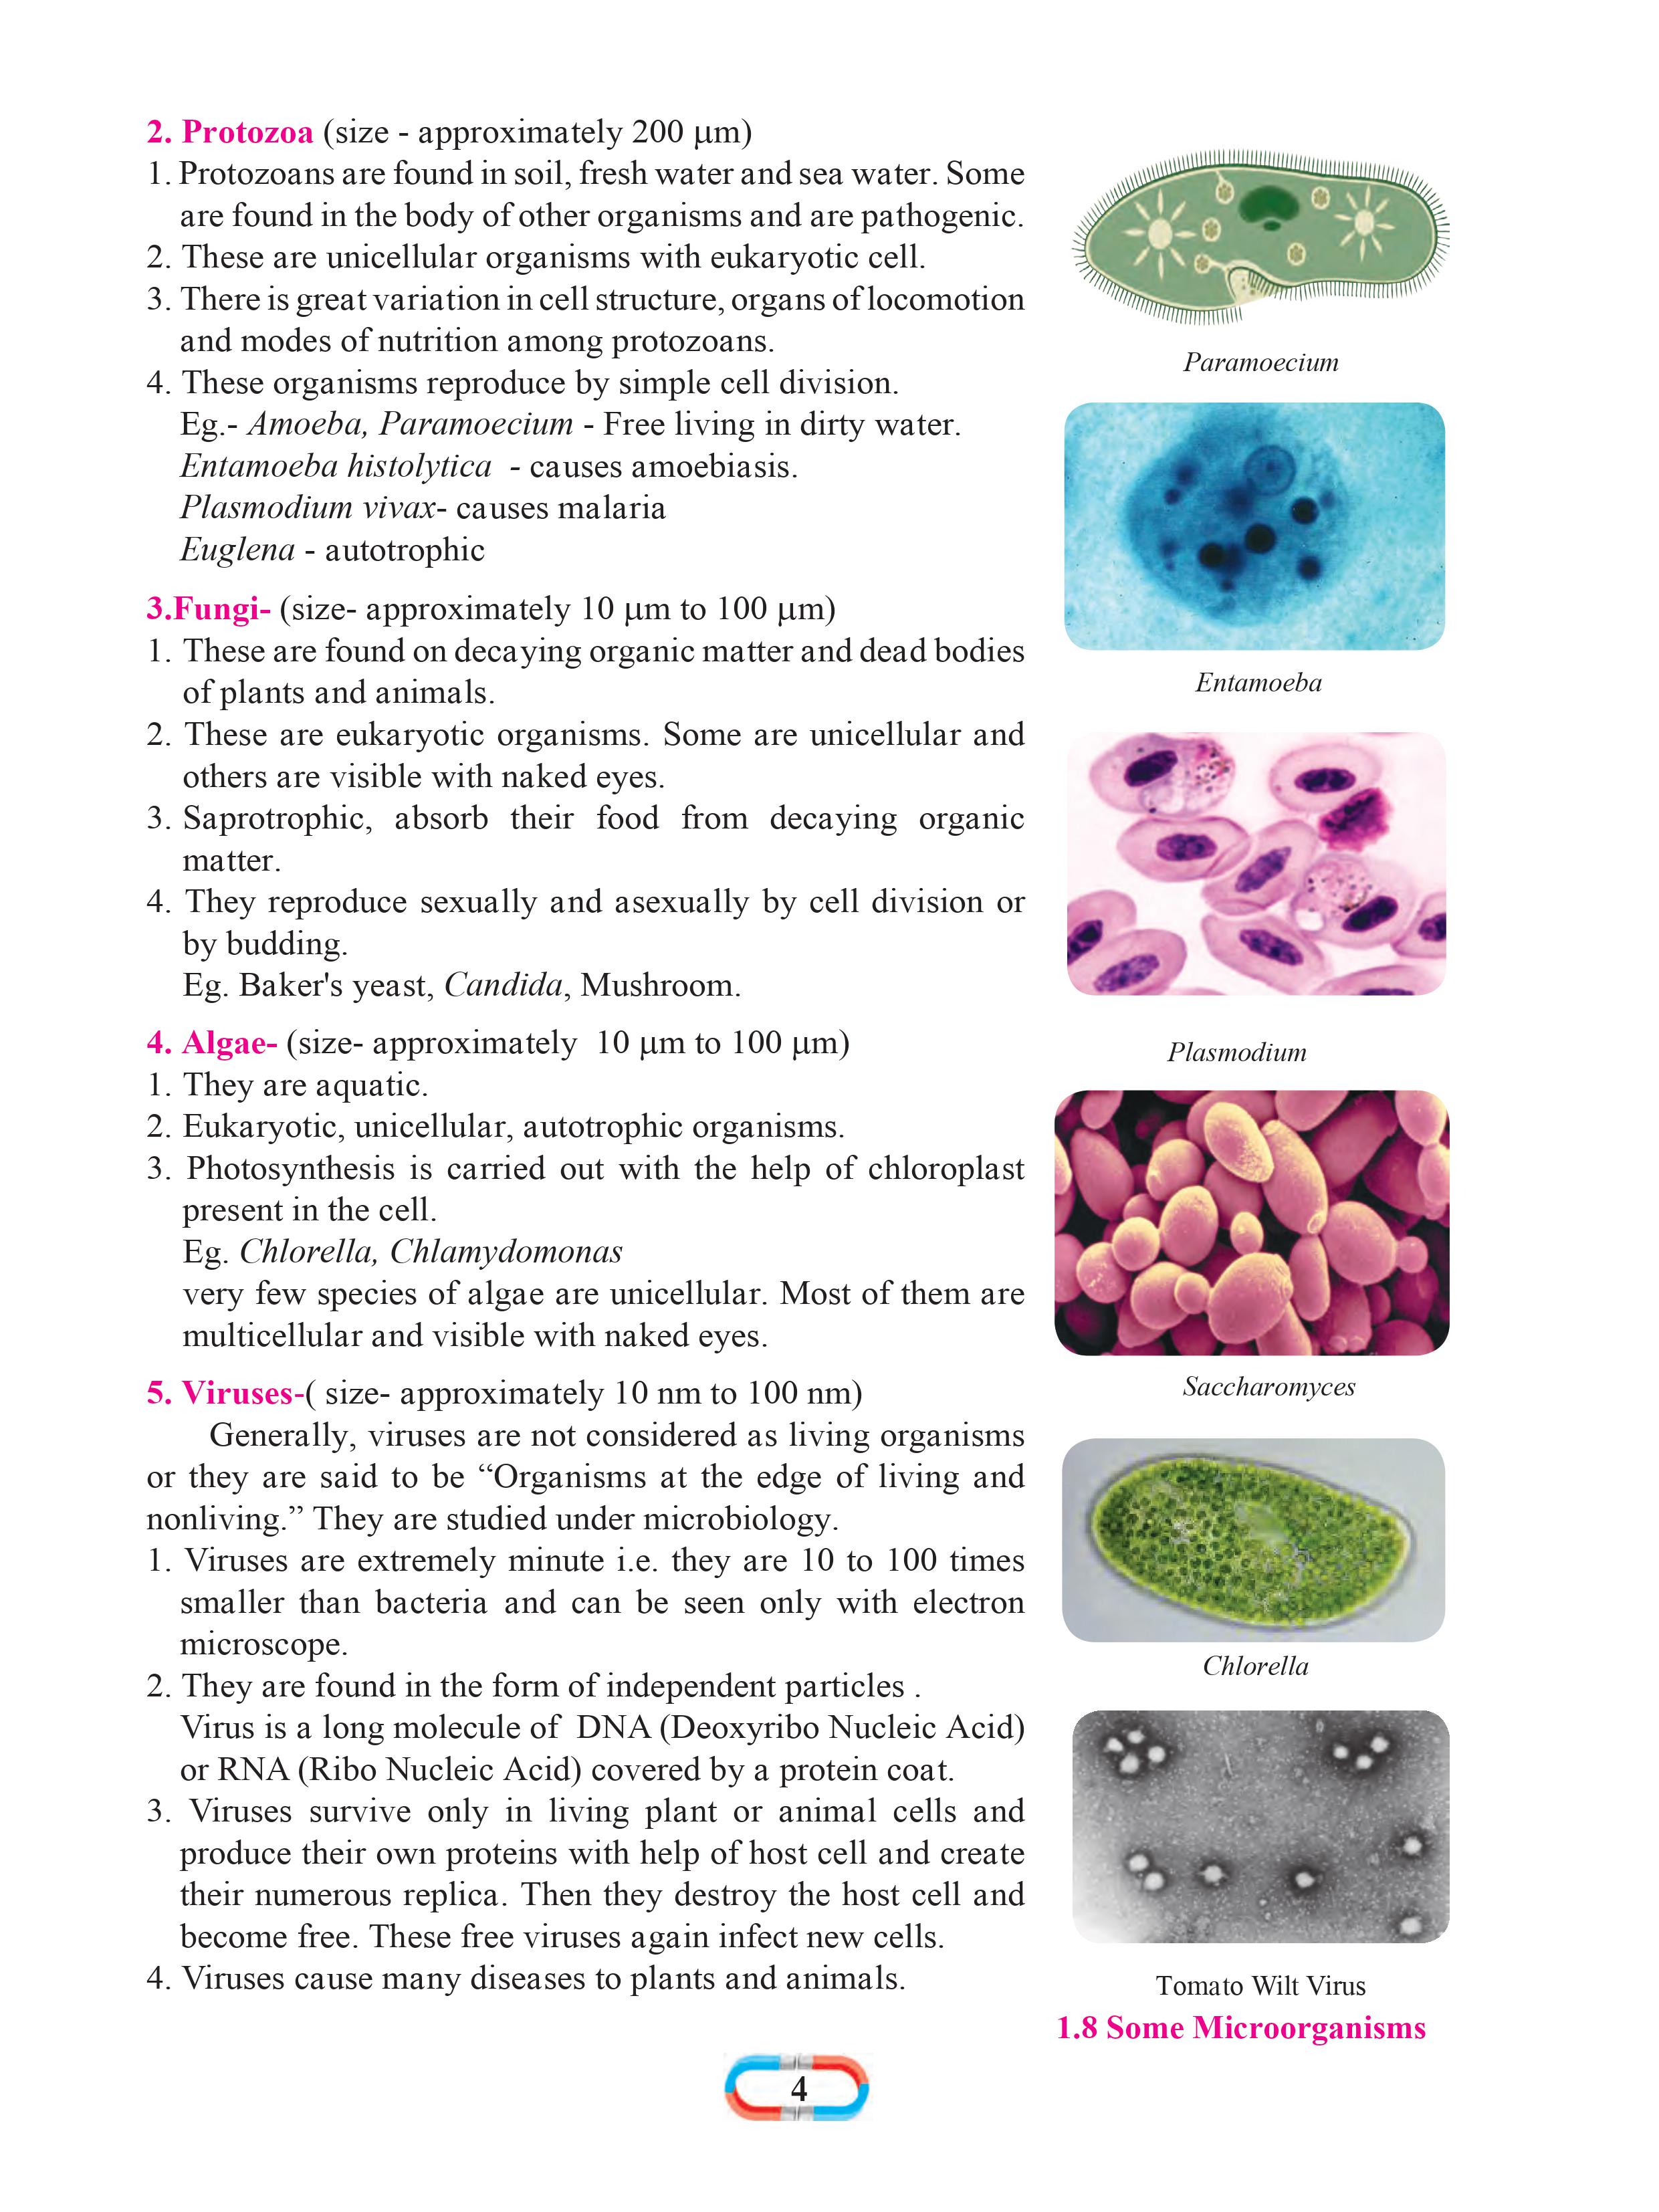 2. Protozoa (size - approximately 200 μm)
1. Protozoans are found in soil, fresh water and sea water. Some
are found in the body of other organisms and are pathogenic.
2. These are unicellular organisms with eukaryotic cell.
3. There is great variation in cell structure, organs of locomotion
and modes of nutrition among protozoans.
4. These organisms reproduce by simple cell division.
Eg.- Amoeba, Paramoecium - Free living in dirty water.
Entamoeba histolytica - causes amoebiasis.
Plasmodium vivax- causes malaria
Euglena - autotrophic
3.Fungi- (size- approximately 10 μm to 100 μm)
1. These are found on decaying organic matter and dead bodies
of plants and animals.
2. These are eukaryotic organisms. Some are unicellular and
others are visible with naked eyes.
3. Saprotrophic, absorb their food from decaying organic
matter.
4. They reproduce sexually and asexually by cell division or
by budding.
Eg. Baker's yeast, Candida, Mushroom.
4. Algae- (size- approximately 10 μm to 100 μm)
1. They are aquatic.
2. Eukaryotic, unicellular, autotrophic organisms.
3. Photosynthesis is carried out with the help of chloroplast
present in the cell.
Eg. Chlorella, Chlamydomonas
very few species of algae are unicellular. Most of them are
multicellular and visible with naked eyes.
5. Viruses-( size- approximately 10 nm to 100 nm)
Generally, viruses are not considered as living organisms
or they are said to be “Organisms at the edge of living and
nonliving.” They are studied under microbiology.
1. Viruses are extremely minute i.e. they are 10 to 100 times
smaller than bacteria and can be seen only with electron
microscope.
2. They are found in the form of independent particles .
Virus is a long molecule of DNA (Deoxyribo Nucleic Acid)
or RNA (Ribo Nucleic Acid) covered by a protein coat.
3. Viruses survive only in living plant or animal cells and
produce their own proteins with help of host cell and create
their numerous replica. Then they destroy the host cell and
become free. These free viruses again infect new cells.
4. Viruses cause many diseases to plants and animals.
Paramoecium
Entamoeba
Plasmodium
Saccharomyces
Chlorella
Tomato Wilt Virus
1.8 Some Microorganisms
4